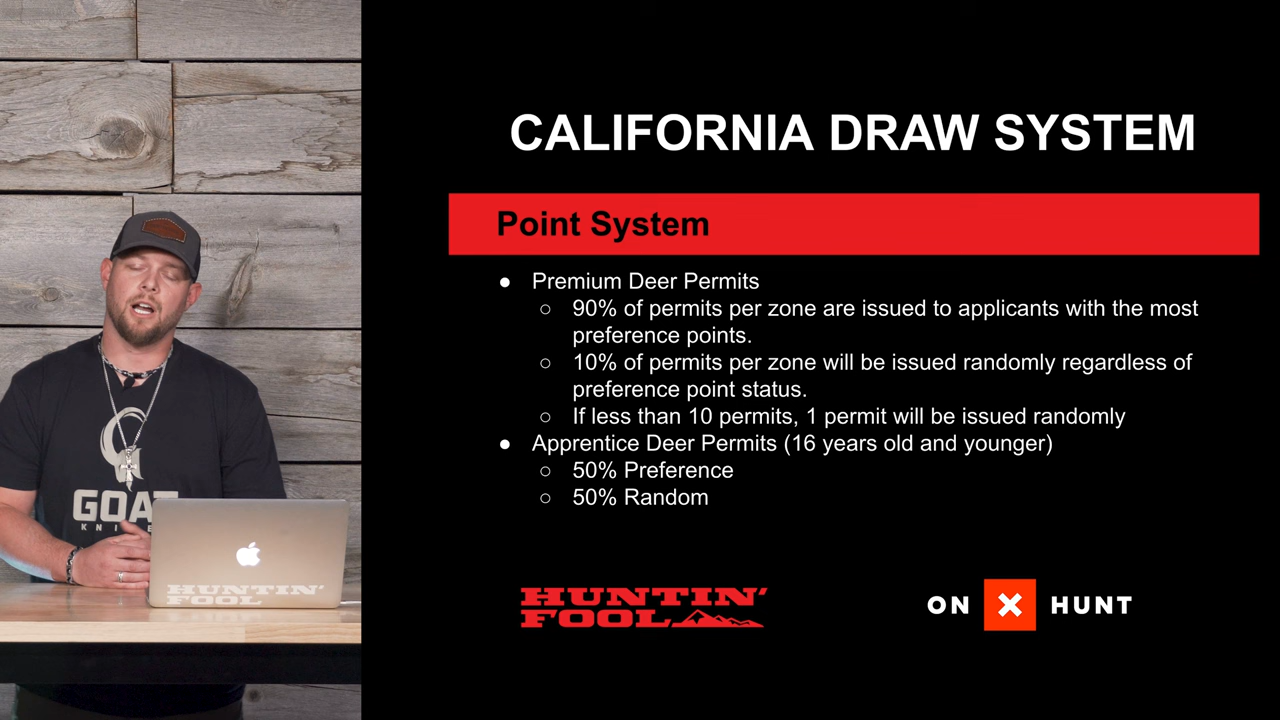 CALIFORNIA DRAW SYSTEM
Point System
● Premium Deer Permits
○ 90% of permits per zone are issued to applicants with the most
preference points.
○ 10% of permits per zone will be issued randomly regardless of
preference point status.
○ If less than 10 permits, 1 permit will be issued randomly
● Apprentice Deer Permits (16 years old and younger)
○ 50% Preference
○ 50% Random
HUNTIN'
FOOL
ON X HUNT
GOAT
HUNTIN'
FOOL